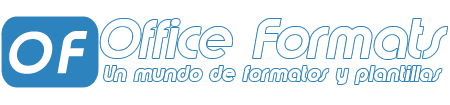 OF
Office Formats
Un mundo de formatos y plantillas